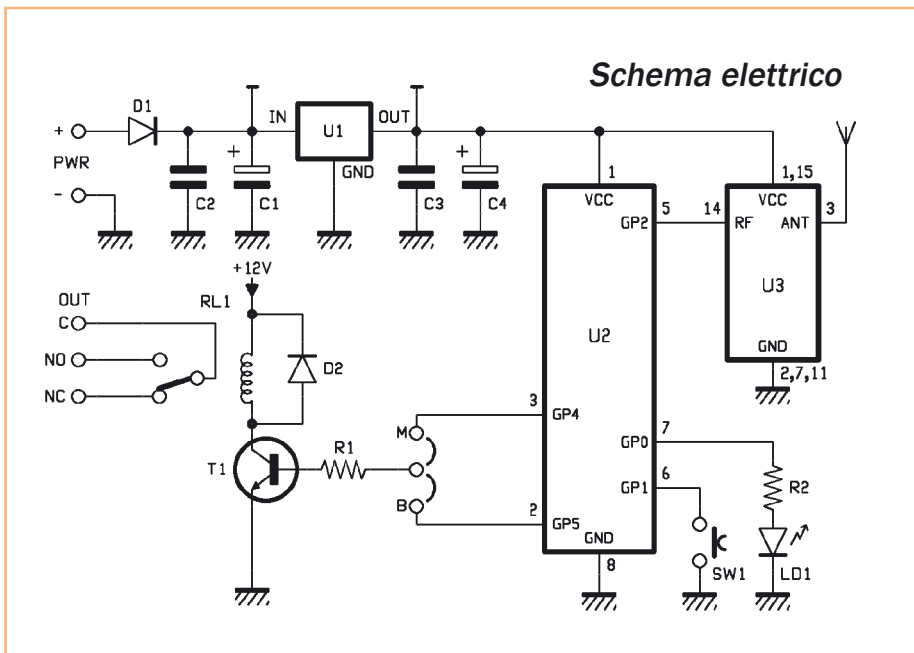 Schema elettrico
D1
IN
U1
OUT
GND
+
PWR
-
C2
+
C1
C3
+
C4
1
VCC
GP2
5
14
RF
1,15
VCC
ANT
3
U3
GND
2,7,11
U2
+12V
RL1
OUT
C
NO
NC
D2
T1
R1
M
B
3
GP4
2
GP5
GND
8
7
GP0
6
GP1
R2
SW1
LD1